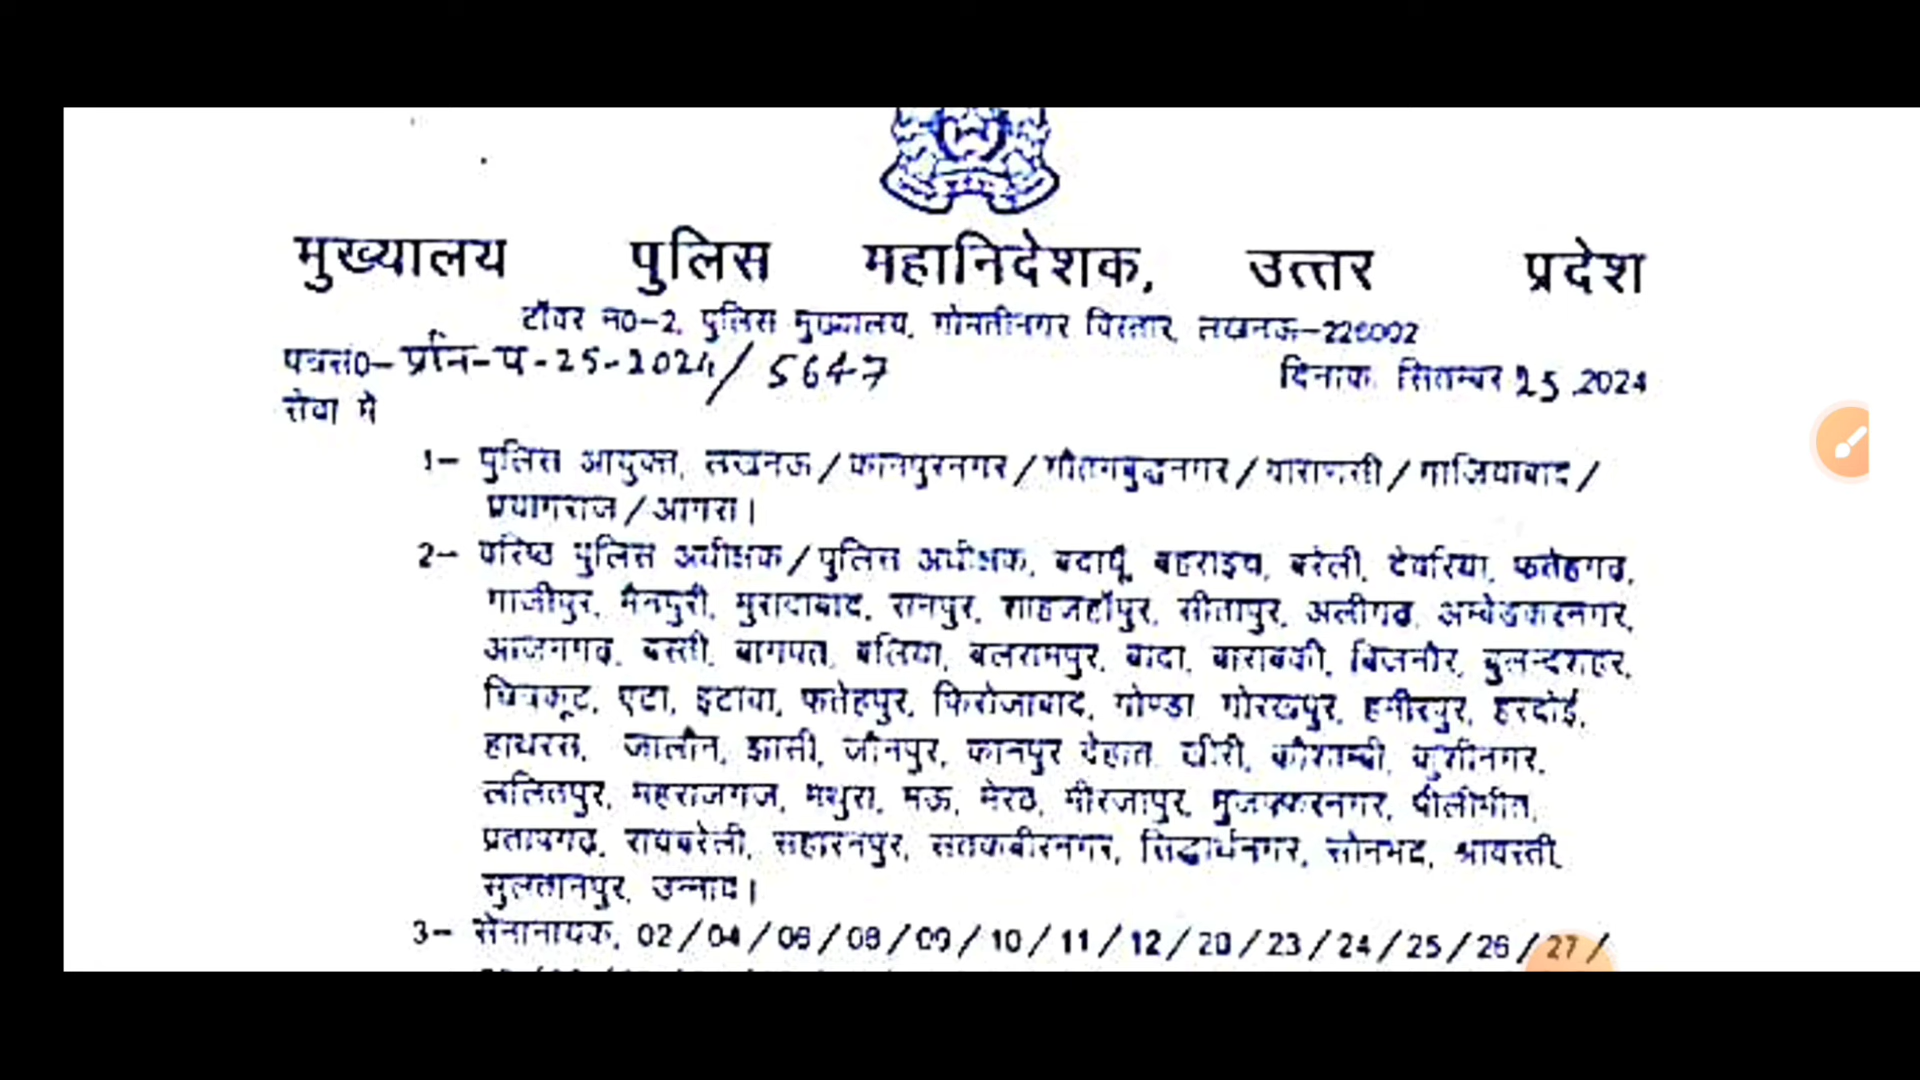 मुख्यालय पुलिस महानिदेशक, उत्तर प्रदेश
टॉवर न0-2, पुलिस मुख्यालय, गोमतीनगर विस्तार, लखनऊ-226002
पत्रसं0- -प-25-2024/5647 दिनांक सितम्बर 25, 2024
सेवा में
1- पुलिस आयुक्त, लखनऊ/कानपुरनगर/गौतमबुद्धनगर/वाराणसी/गाजियाबाद/
प्रयागराज/आगरा।
2- वरिष्ठ पुलिस अधीक्षक/पुलिस अधीक्षक, बदायूं, बहराइच, बरेली, देवरिया, फतेहगढ,
गाजीपुर, मैनपुरी, मुरादाबाद, रामपुर, शाहजहॉपुर, सीतापुर, अलीगढ, अम्बेडकरनगर,
आजमगढ, बस्ती, बागपत, बलिया, बलरामपुर, बांदा, बाराबंकी, बिजनौर, बुलन्दशहर,
चित्रकूट, एटा, इटावा, फतेहपुर, फिरोजाबाद, गोण्डा, गोरखपुर, हमीरपुर, हरदोई,
हाथरस, जालौन, झांसी, जौनपुर, कानपुर देहात, खीरी, कौशाम्बी, कुशीनगर,
ललितपुर, महराजगंज, मथुरा, मऊ, मेरठ, मीरजापुर, मुजफ्फरनगर, पीलीभीत,
प्रतापगढ, रायबरेली, सहारनपुर, संतकबीरनगर, सिद्धार्थनगर, सोनभद्र, श्रावस्ती,
सुलतानपुर, उन्नाव।
3- सेनानायक, 02/04/06/08/09/10/11/12/20/23/24/25/26/27/